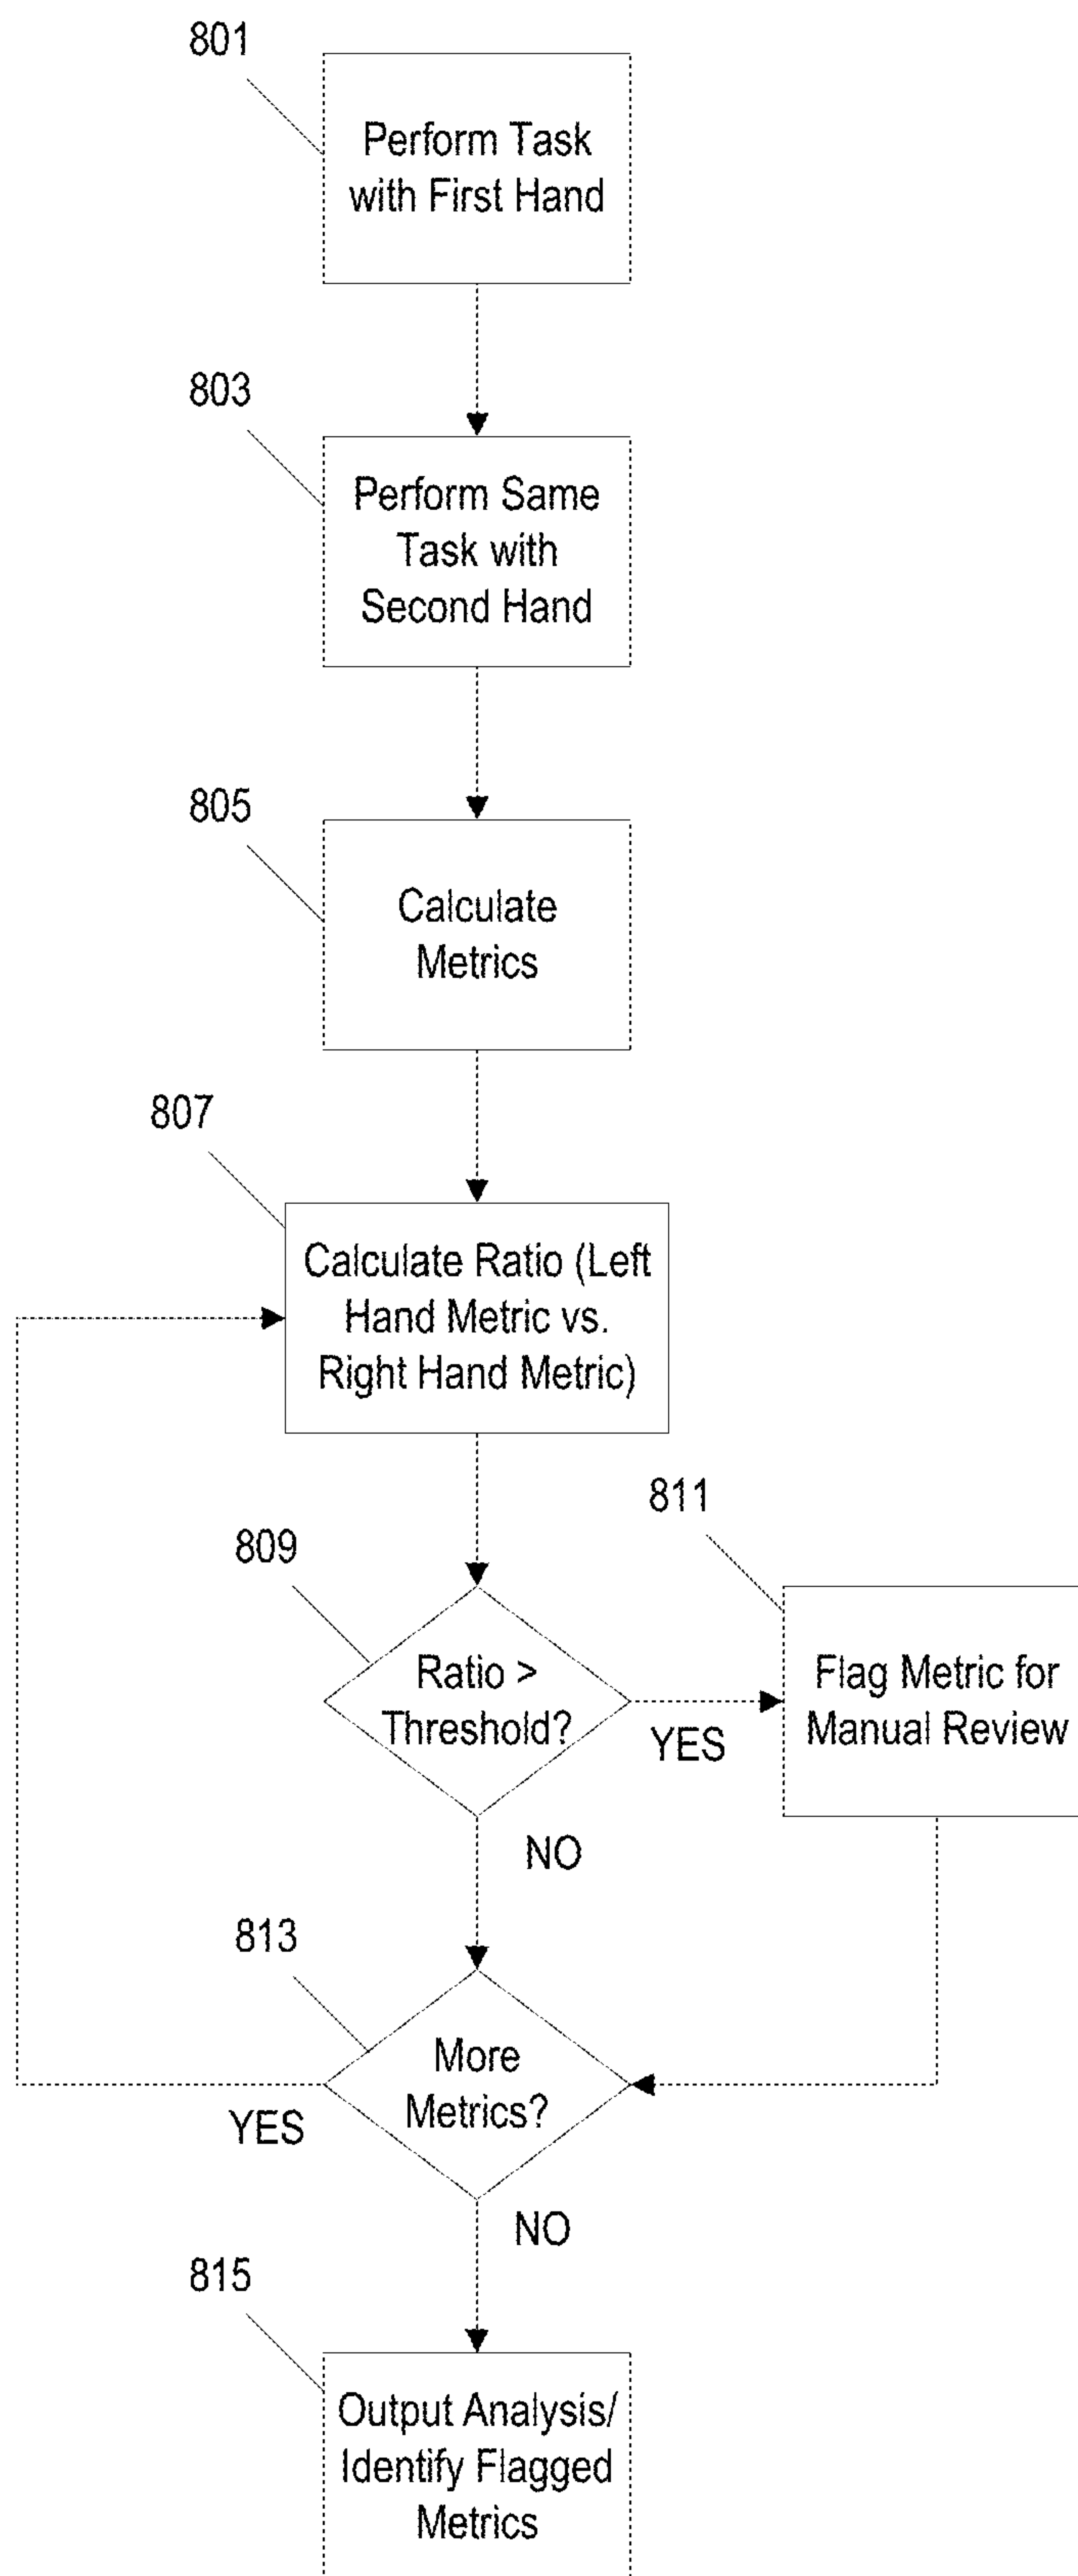 801
Perform Task
with First Hand
803
Perform Same
Task with
Second Hand
805
Calculate
Metrics
807
Calculate Ratio (Left
Hand Metric vs.
Right Hand Metric)
809
Ratio >
Threshold?
YES
811
Flag Metric for
Manual Review
NO
813
More
Metrics?
YES
NO
815
Output Analysis/
Identify Flagged
Metrics